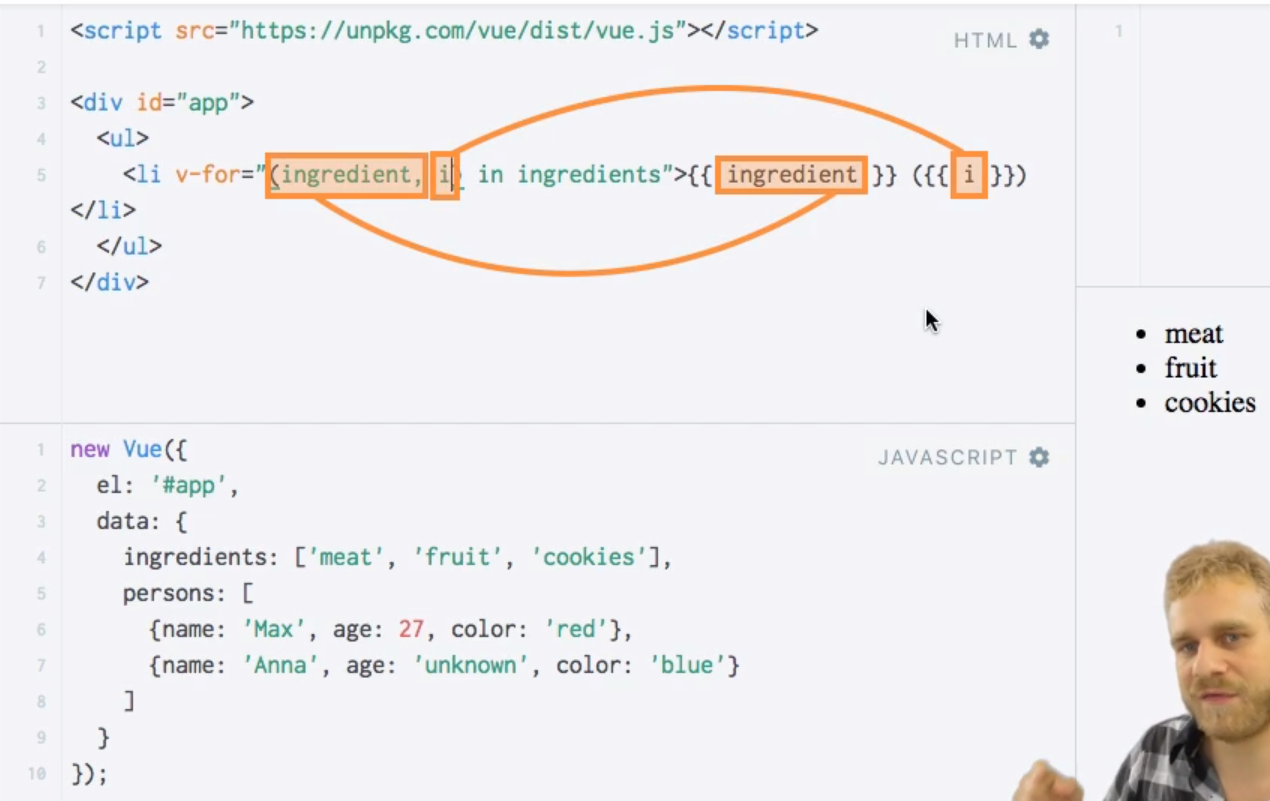 1 <script src="https://unpkg.com/vue/dist/vue.js"></script>
HTML
2
3 <div id="app">
4 <ul>
5 <li v-for="(ingredient, i) in ingredients">{{ ingredient }} ({{ i }})
</li>
6 </ul>
7 </div>
1
meat
fruit
cookies
1 new Vue({
JAVASCRIPT
2 el: '#app',
3 data: {
4 ingredients: ['meat', 'fruit', 'cookies'],
5 persons: [
6 {name: 'Max', age: 27, color: 'red'},
7 {name: 'Anna', age: 'unknown', color: 'blue'}
8 ]
9 }
10 });